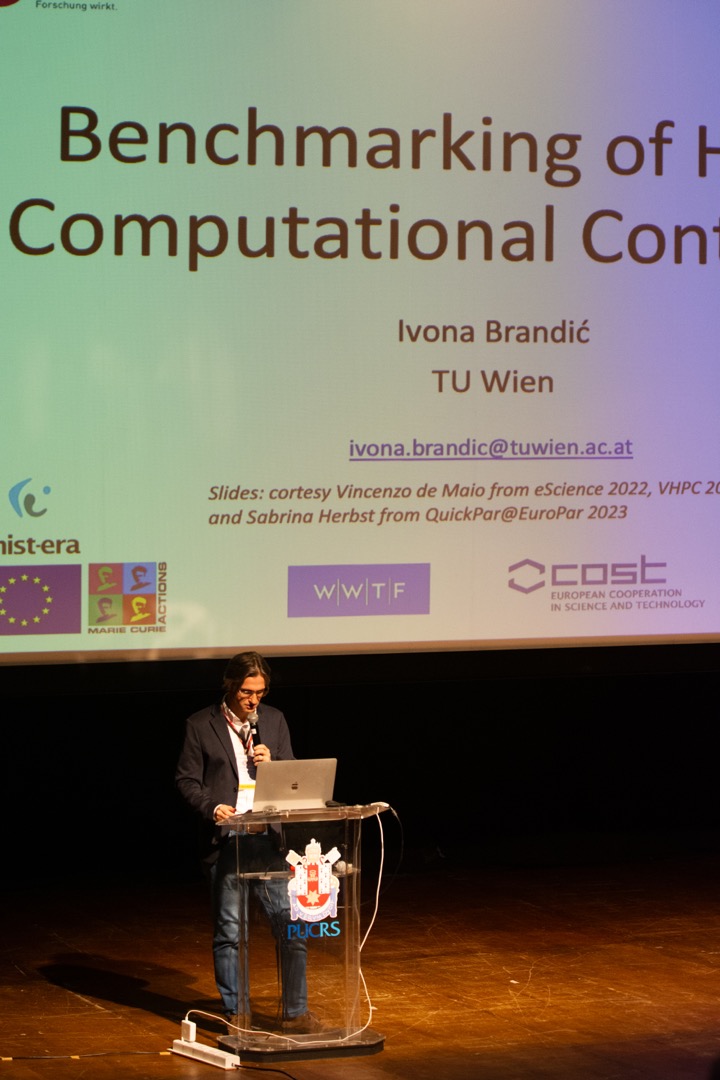 Forschung wirkt.
Benchmarking of H
Computational Cont
Ivona Brandić
TU Wien
ivona.brandic@tuwien.ac.at
Slides: cortesy Vincenzo de Maio from eScience 2022, VHPC 20
and Sabrina Herbst from QuickPar@EuroPar 2023
hist-era
MARIE CURIE
ACTIONS
WWTF
cost
EUROPEAN COOPERATION
IN SCIENCE AND TECHNOLOGY
PUCRS